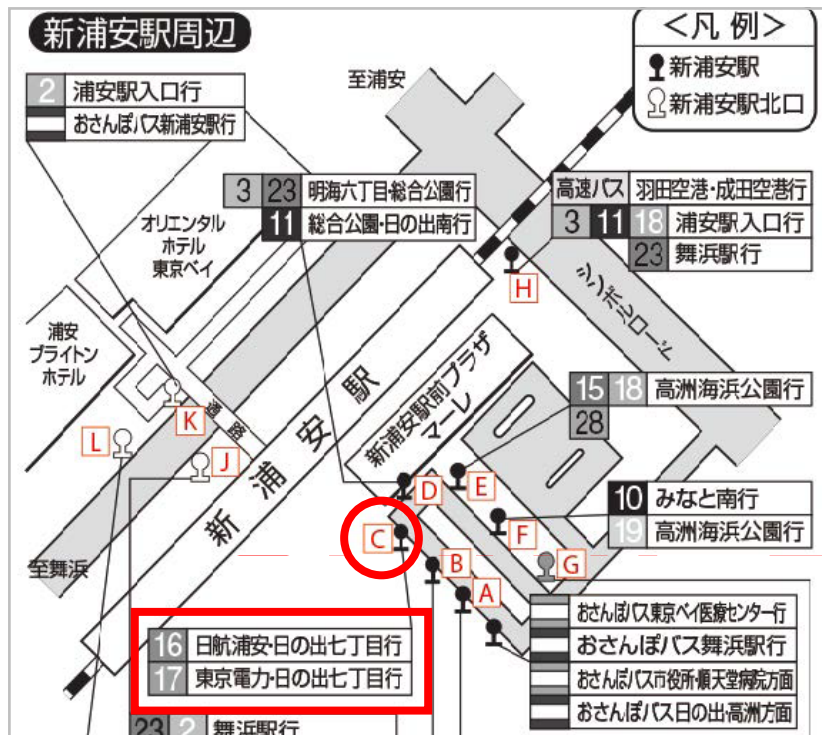 新浦安駅周辺
<凡例>
新浦安駅
新浦安駅北口
至浦安
2 浦安駅入口行
おさんぽバス新浦安駅行
3 23 明海六丁目・総合公園行
11 総合公園・日の出南行
高速バス 羽田空港・成田空港行
3 11 18 浦安駅入口行
23 舞浜駅行
オリエンタル
ホテル
東京ベイ
H
シンボルロード
浦安
ブライトン
ホテル
新浦安駅前プラザ
マーレ
15 18 高洲海浜公園行
28
K
L
J
道路
新浦安駅
D
E
F
G
C
B
A
10 みなと南行
19 高洲海浜公園行
至舞浜
おさんぽバス東京ベイ医療センター行
おさんぽバス舞浜駅行
おさんぽバス市役所・順天堂病院方面
おさんぽバス日の出・高洲方面
16 日航浦安・日の出七丁目行
17 東京電力・日の出七丁目行
23 2 舞浜駅行